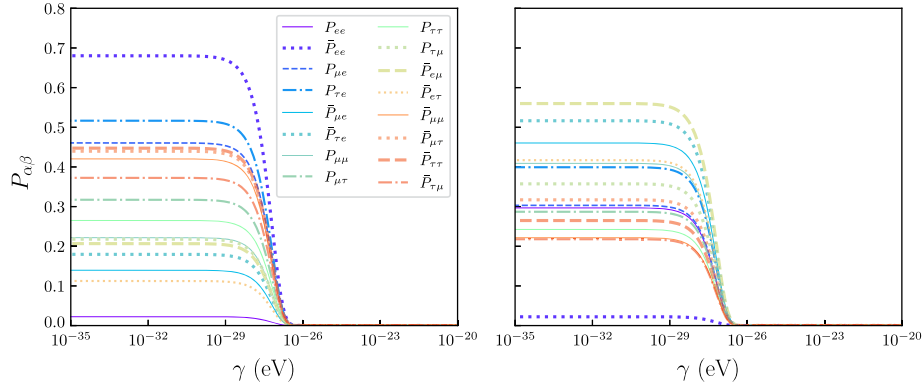 0.8
0.7
0.6
0.5
0.4
0.3
0.2
0.1
0.0
P_{αβ}
P_{ee}
P̄_{ee}
P_{μe}
P_{τe}
P̄_{μe}
P̄_{τe}
P_{μμ}
P_{μτ}
P_{ττ}
P_{τμ}
P̄_{eμ}
P̄_{eτ}
P̄_{μμ}
P̄_{μτ}
P̄_{ττ}
P̄_{τμ}
10^{-35} 10^{-32} 10^{-29} 10^{-26} 10^{-23} 10^{-20}
γ (eV)
10^{-35} 10^{-32} 10^{-29} 10^{-26} 10^{-23} 10^{-20}
γ (eV)